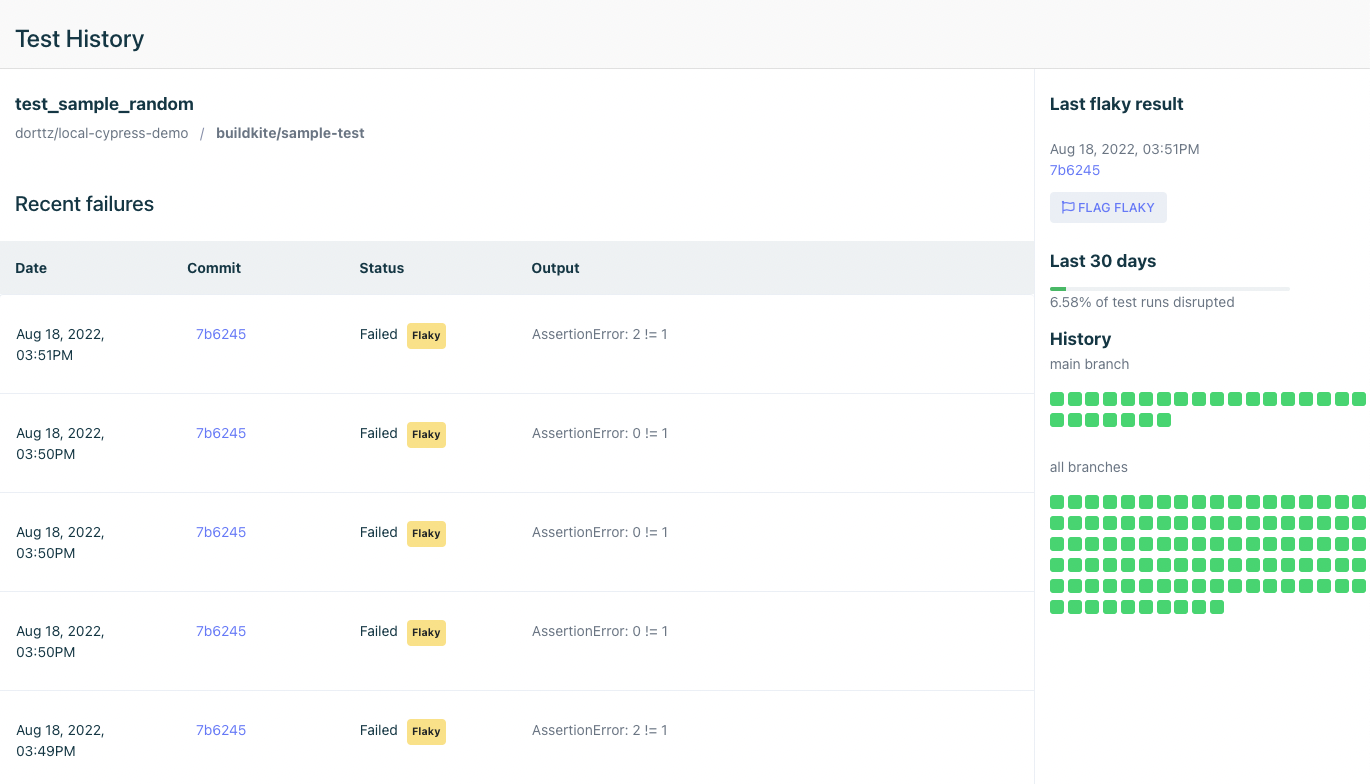 Test History
test_sample_random
dorttz/local-cypress-demo / buildkite/sample-test
Recent failures
Date Commit Status Output
Aug 18, 2022, 7b6245 Failed Flaky AssertionError: 2 != 1
03:51PM
Aug 18, 2022, 7b6245 Failed Flaky AssertionError: 0 != 1
03:50PM
Aug 18, 2022, 7b6245 Failed Flaky AssertionError: 0 != 1
03:50PM
Aug 18, 2022, 7b6245 Failed Flaky AssertionError: 0 != 1
03:50PM
Aug 18, 2022, 7b6245 Failed Flaky AssertionError: 2 != 1
03:49PM
Last flaky result
Aug 18, 2022, 03:51PM
7b6245
FLAG FLAKY
Last 30 days
6.58% of test runs disrupted
History
main branch
all branches